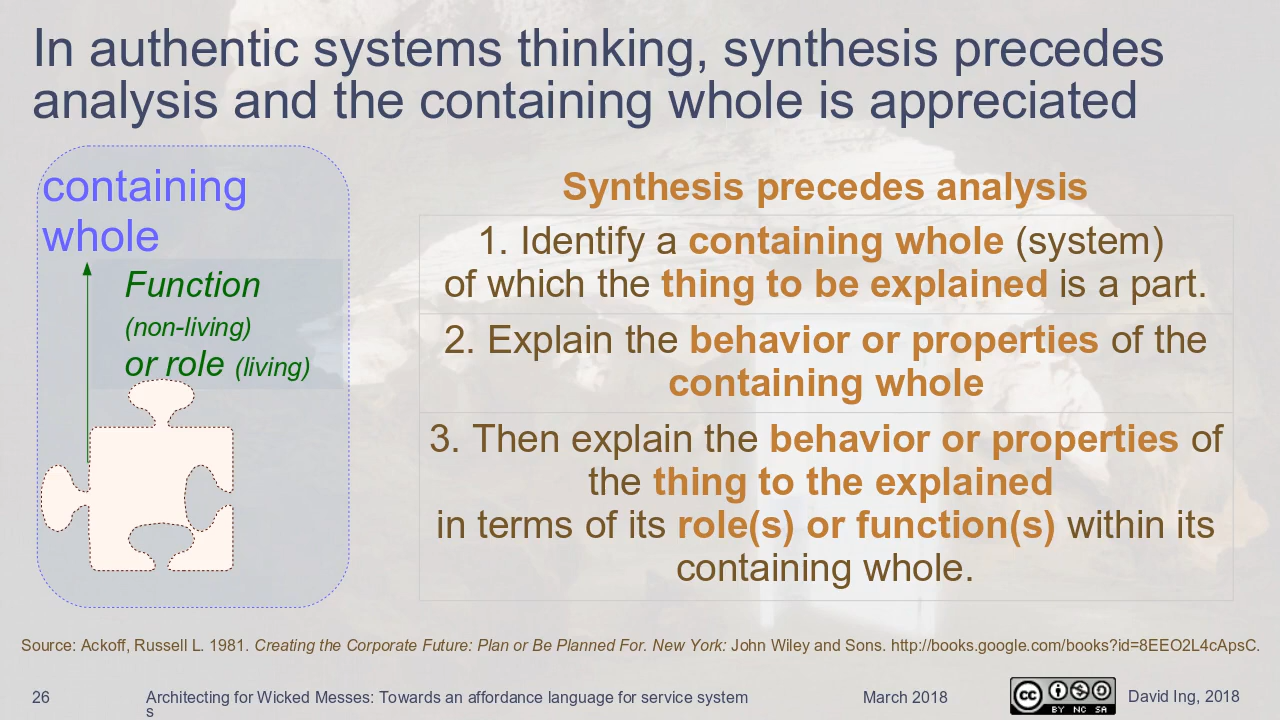 In authentic systems thinking, synthesis precedes
analysis and the containing whole is appreciated
containing
whole
Function
(non-living)
or role (living)
Synthesis precedes analysis
1. Identify a containing whole (system)
of which the thing to be explained is a part.
2. Explain the behavior or properties of the
containing whole
3. Then explain the behavior or properties of
the thing to the explained
in terms of its role(s) or function(s) within its
containing whole.
Source: Ackoff, Russell L. 1981. Creating the Corporate Future: Plan or Be Planned For. New York: John Wiley and Sons. http://books.google.com/books?id=8EEO2L4cApsC.
26
Architecting for Wicked Messes: Towards an affordance language for service system
s
March 2018
cc
BY NC SA
David Ing, 2018